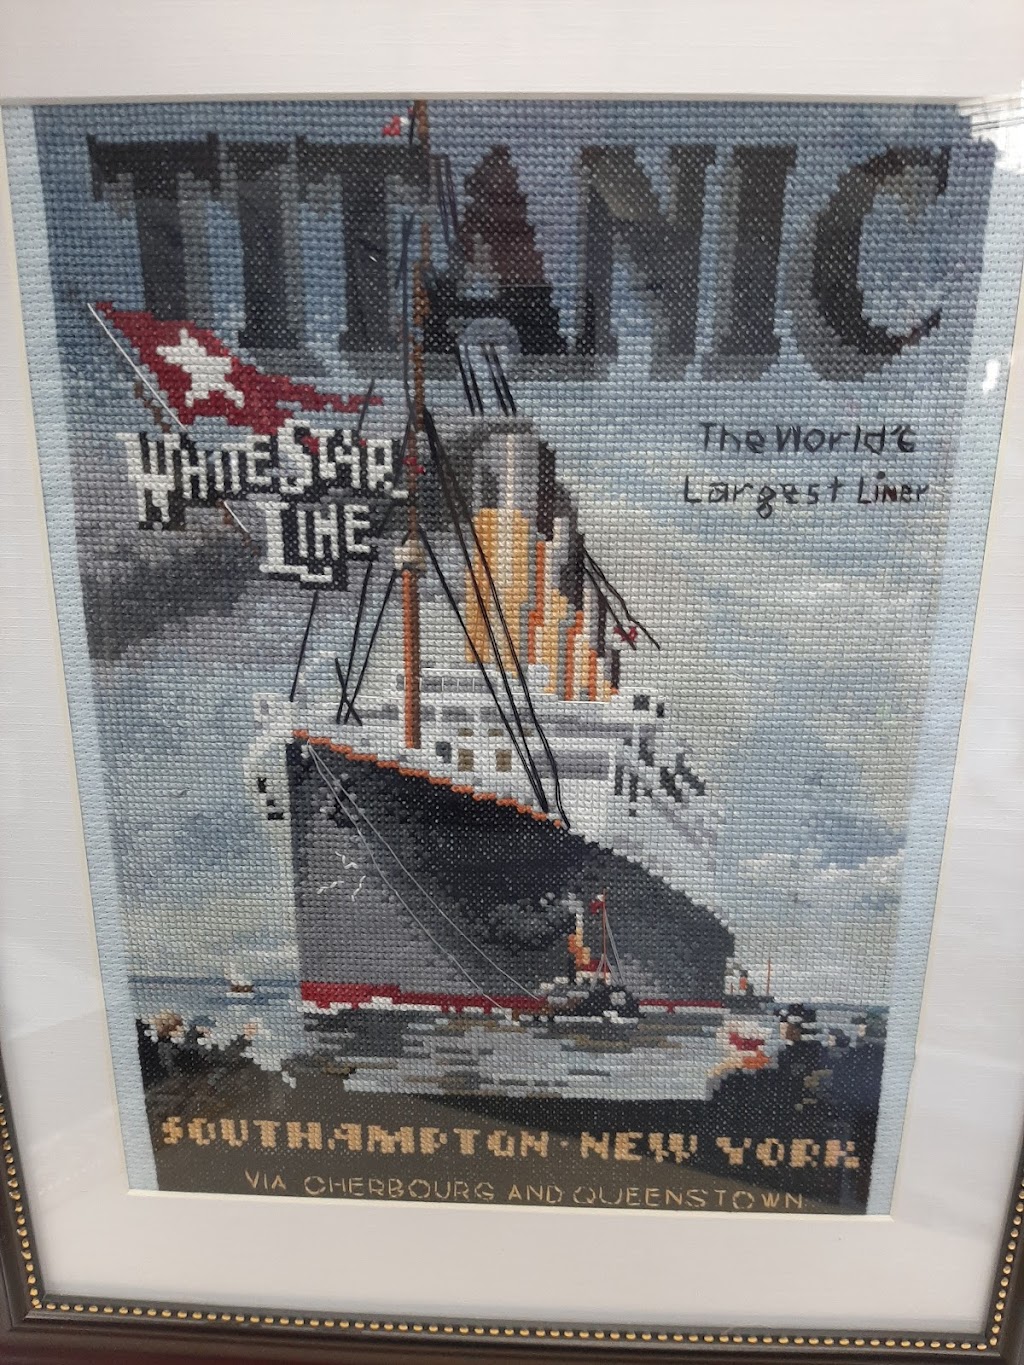 TITANIC
WHITE STAR
LINE
The World's
Largest Liner
SOUTHAMPTON · NEW YORK
VIA CHERBOURG AND QUEENSTOWN